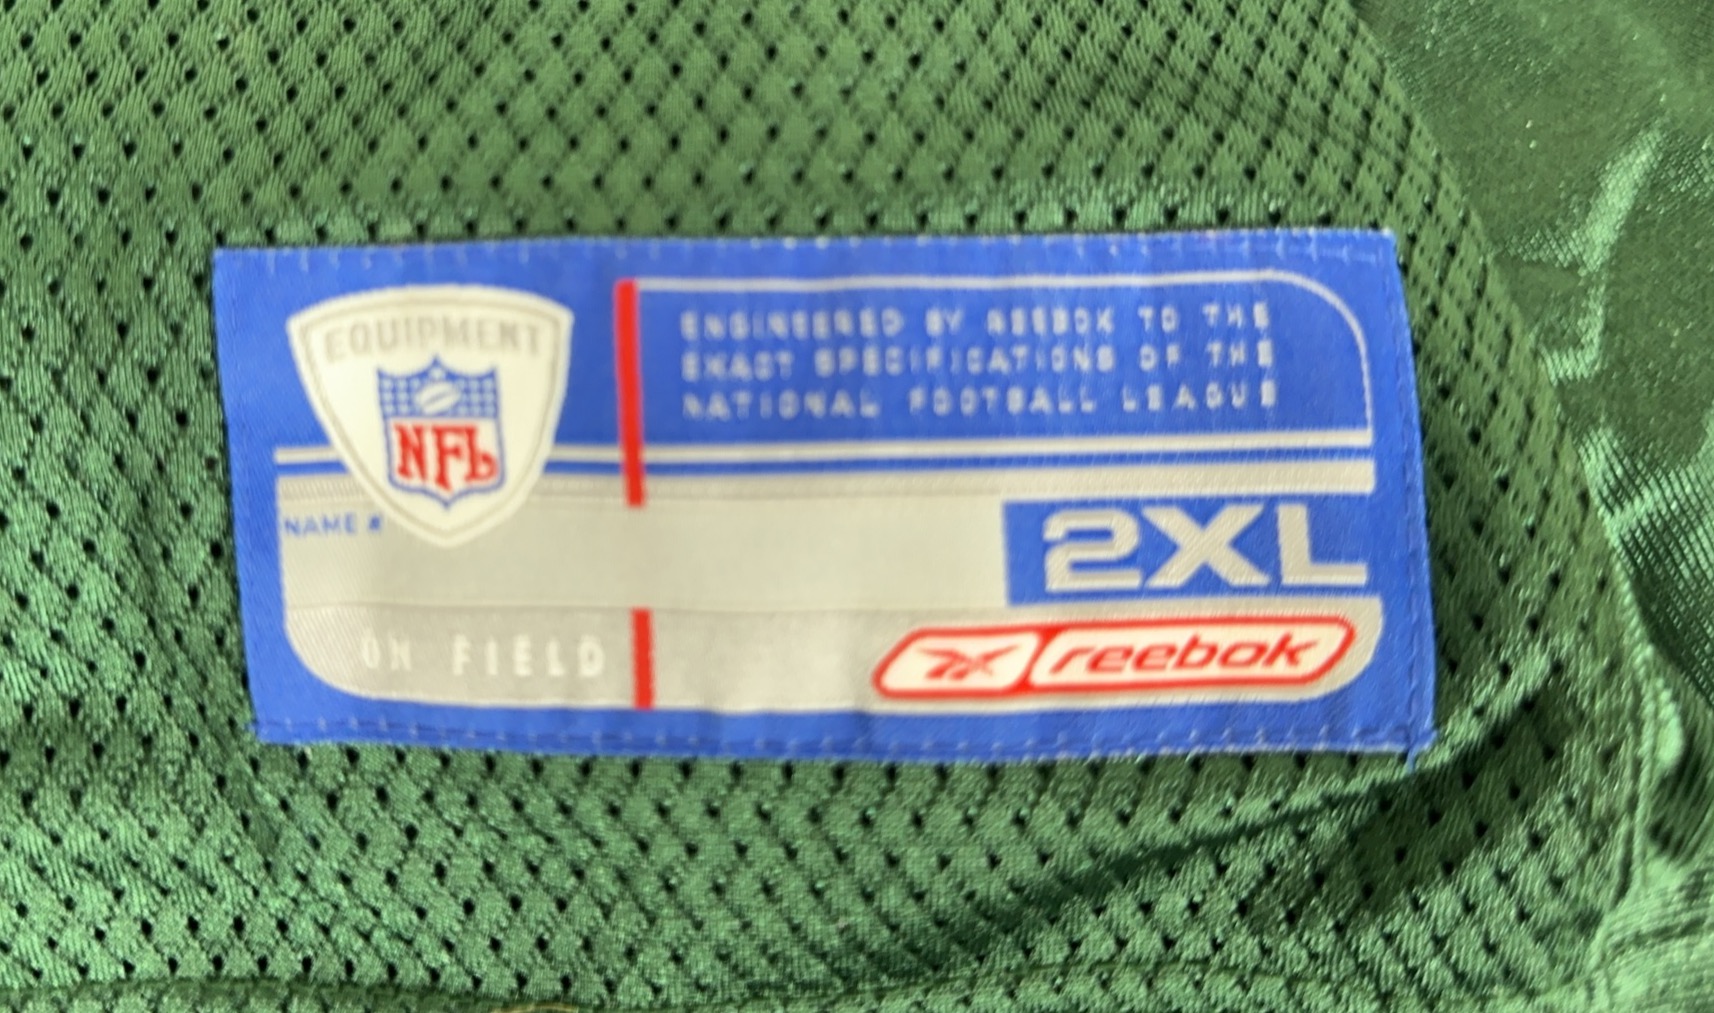 EQUIPMENT
NFL
ENGINEERED BY REEBOK TO THE
EXACT SPECIFICATIONS OF THE
NATIONAL FOOTBALL LEAGUE
NAME #
2XL
ON FIELD
reebok